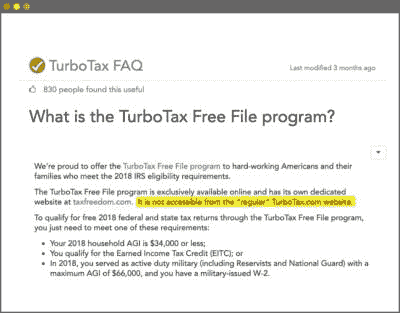 TurboTax FAQ
Last modified 3 months ago
830 people found this useful
What is the TurboTax Free File program?
We're proud to offer the TurboTax Free File program to hard-working Americans and their
families who meet the 2018 IRS eligibility requirements.
The TurboTax Free File program is exclusively available online and has its own dedicated
website at taxfreedom.com. It is not accessible from the "regular" TurboTax.com website.
To qualify for free 2018 federal and state tax returns through the TurboTax Free File program,
you just need to meet one of these requirements:
• Your 2018 household AGI is $34,000 or less;
• You qualify for the Earned Income Tax Credit (EITC); or
• In 2018, you served as active duty military (including Reservists and National Guard) with a
maximum AGI of $66,000, and you have a military-issued W-2.